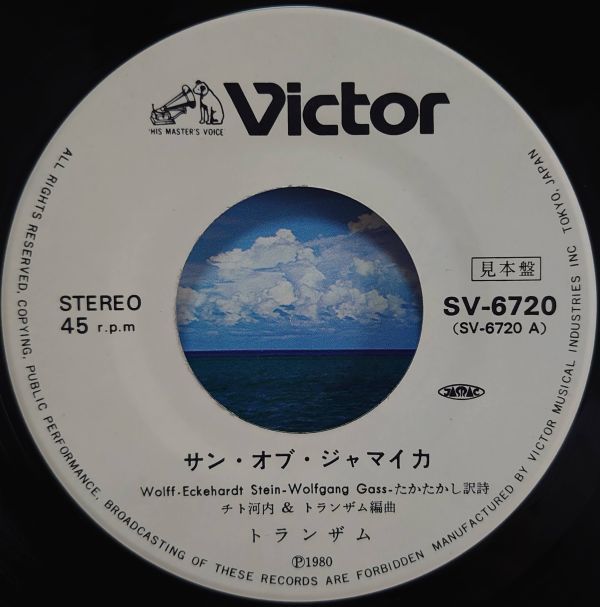 Victor
"HIS MASTER'S VOICE"
見本盤
STEREO
45 r.p.m
SV-6720
(SV-6720 A)
JASRAC
サン・オブ・ジャマイカ
Wolff-Eckehardt Stein-Wolfgang Gass-たかたかし訳詩
チト河内 & トランザム編曲
トランザム
Ⓟ1980
ALL RIGHTS RESERVED, COPYING, PUBLIC PERFORMANCE, BROADCASTING OF THESE RECORDS ARE FORBIDDEN MANUFACTURED BY VICTOR MUSICAL INDUSTRIES INC TOKYO, JAPAN